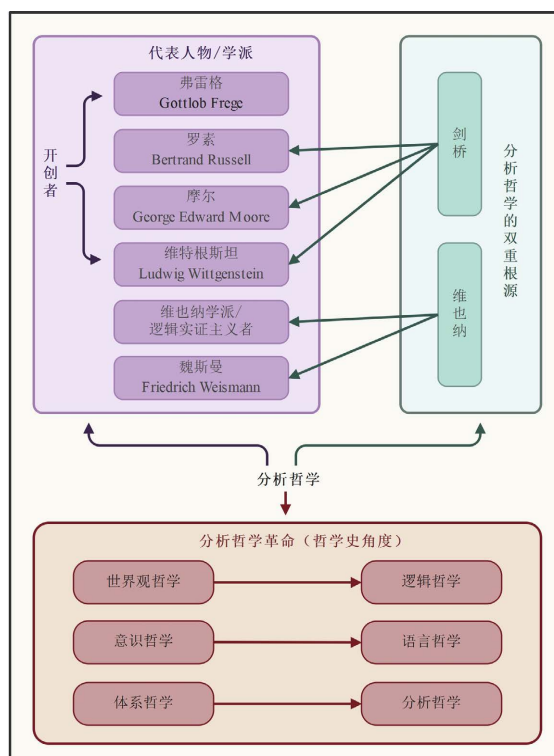 代表人物/学派
开创者
弗雷格
Gottlob Frege
罗素
Bertrand Russell
摩尔
George Edward Moore
维特根斯坦
Ludwig Wittgenstein
维也纳学派/
逻辑实证主义者
魏斯曼
Friedrich Weismann
剑桥
维也纳
分析哲学的双重根源
分析哲学
分析哲学革命（哲学史角度）
世界观哲学
逻辑哲学
意识哲学
语言哲学
体系哲学
分析哲学